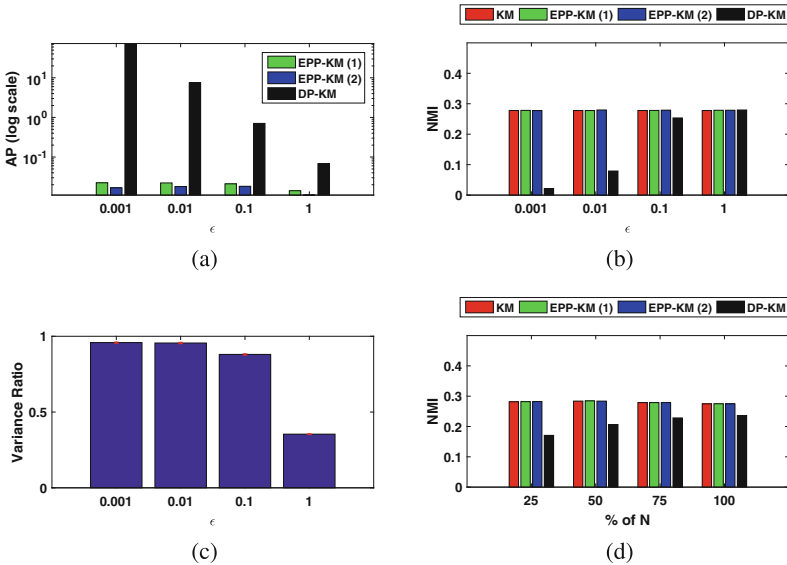 AP (log scale)
10^1
10^0
10^-1
EPP-KM (1)
EPP-KM (2)
DP-KM
0.001 0.01 0.1 1
ϵ
(a)
KM EPP-KM (1) EPP-KM (2) DP-KM
NMI
0.4
0.3
0.2
0.1
0
0.001 0.01 0.1 1
ϵ
(b)
Variance Ratio
1
0.5
0
0.001 0.01 0.1 1
ϵ
(c)
KM EPP-KM (1) EPP-KM (2) DP-KM
NMI
0.4
0.3
0.2
0.1
0
25 50 75 100
% of N
(d)